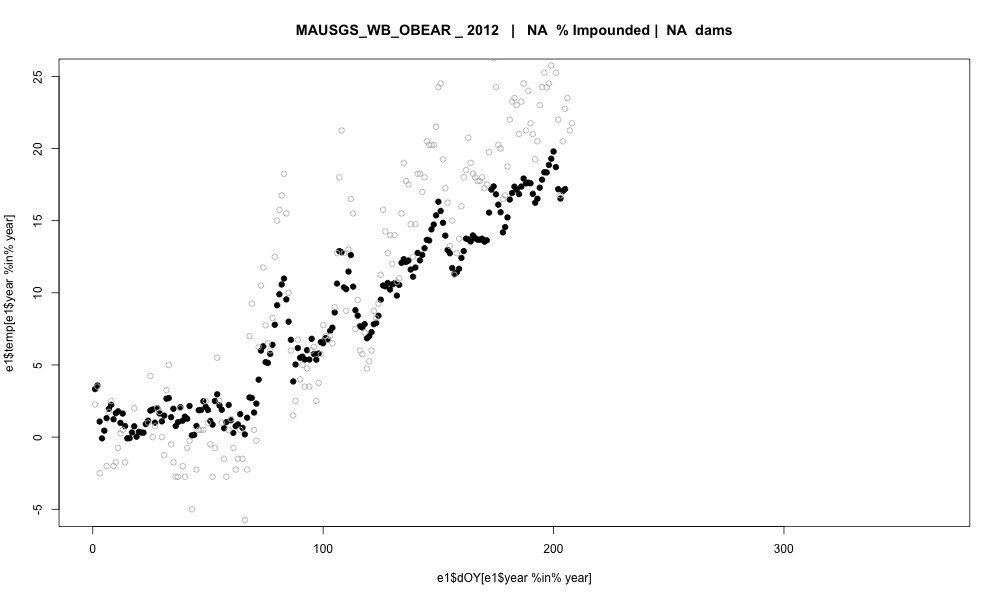 MAUSGS_WB_OBEAR _ 2012 | NA % Impounded | NA dams
25
20
15
10
5
0
-5
e1$temp[e1$year %in% year]
0 100 200 300
e1$dOY[e1$year %in% year]